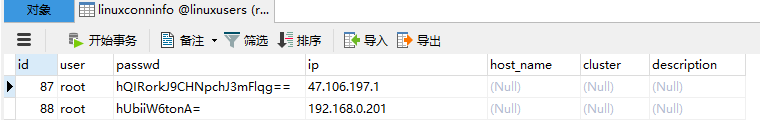 对象 linuxconninfo @linuxusers (r...
开始事务 备注 筛选 排序 导入 导出
id user passwd ip host_name cluster description
87 root hQIRorkJ9CHNpchJ3mFlqg== 47.106.197.1 (Null) (Null) (Null)
88 root hUbiiW6tonA= 192.168.0.201 (Null) (Null) (Null)